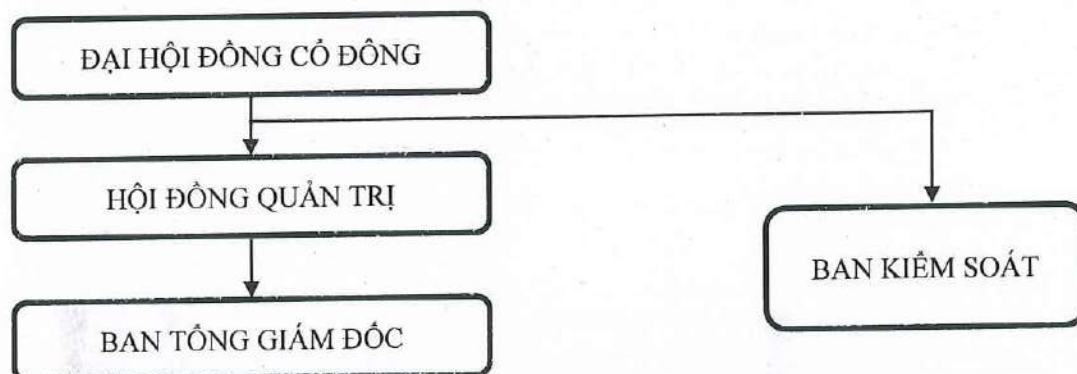 ĐẠI HỘI ĐỒNG CỔ ĐÔNG
HỘI ĐỒNG QUẢN TRỊ
BAN KIỂM SOÁT
BAN TỔNG GIÁM ĐỐC